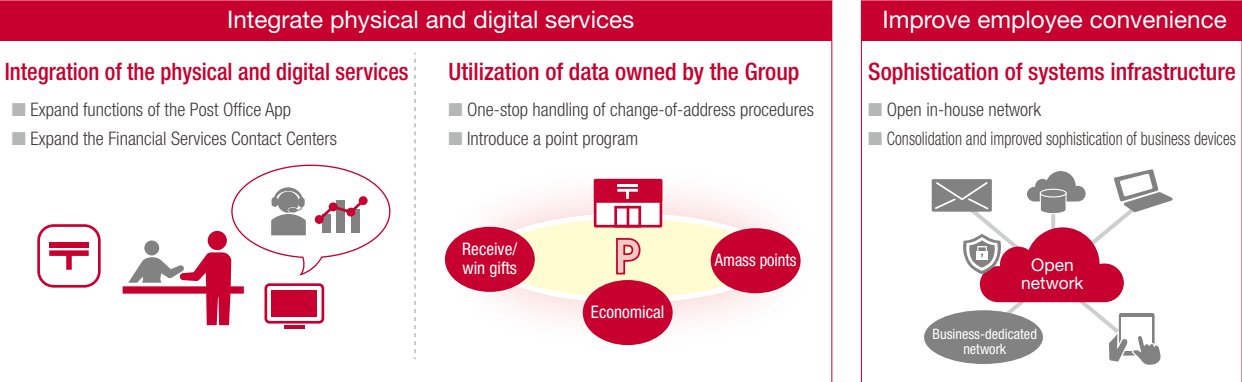 Integrate physical and digital services
Integration of the physical and digital services
■ Expand functions of the Post Office App
■ Expand the Financial Services Contact Centers
Utilization of data owned by the Group
■ One-stop handling of change-of-address procedures
■ Introduce a point program
Receive/
win gifts
P
Amass points
Economical
Improve employee convenience
Sophistication of systems infrastructure
■ Open in-house network
■ Consolidation and improved sophistication of business devices
Open
network
Business-dedicated
network